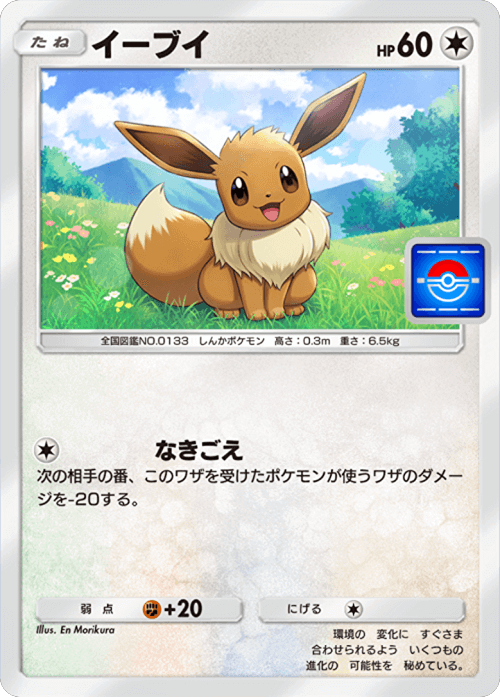 たね イーブイ HP60
全国図鑑NO.0133 しんかポケモン 高さ：0.3m 重さ：6.5kg
なきごえ
次の相手の番、このワザを受けたポケモンが使うワザのダメー
ジを-20する。
弱点 +20 にげる
Illus. En Morikura
環境の 変化に すぐさま
合わせられるよう いくつもの
進化の 可能性を 秘めている。